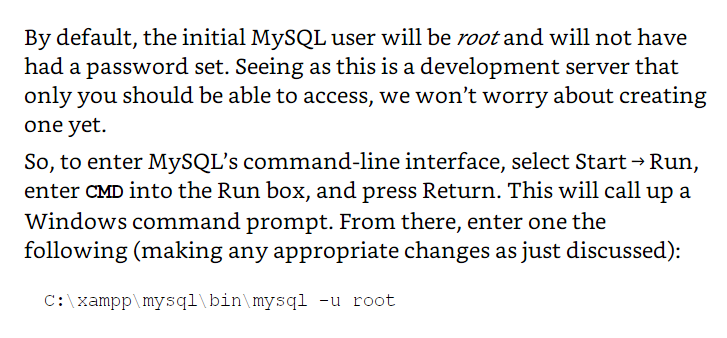 By default, the initial MySQL user will be root and will not have
had a password set. Seeing as this is a development server that
only you should be able to access, we won’t worry about creating
one yet.
So, to enter MySQL’s command-line interface, select Start → Run,
enter CMD into the Run box, and press Return. This will call up a
Windows command prompt. From there, enter one the
following (making any appropriate changes as just discussed):
C:\xampp\mysql\bin\mysql -u root